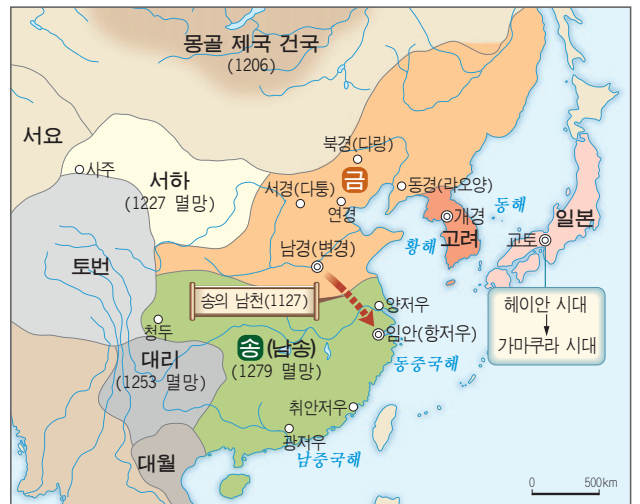 몽골 제국 건국
(1206)
서요
사주
서하
(1227 멸망)
북경(다링)
금
서경(다퉁)
연경
동경(라오양)
개경
고려
동해
황해
일본
교토
남경(변경)
토번
송의 남천(1127)
양저우
헤이안 시대
가마쿠라 시대
청두
송 (남송)
(1279 멸망)
임안(항저우)
대리
(1253 멸망)
동중국해
취안저우
광저우
남중국해
대월
0 500km